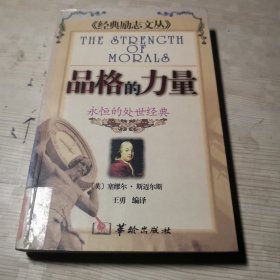 《经典励志文丛》
THE STRENGTH
OF
MORALS
品格的力量
永恒的处世经典
〔英〕塞缪尔·斯迈尔斯
王勇 编译
华龄出版社